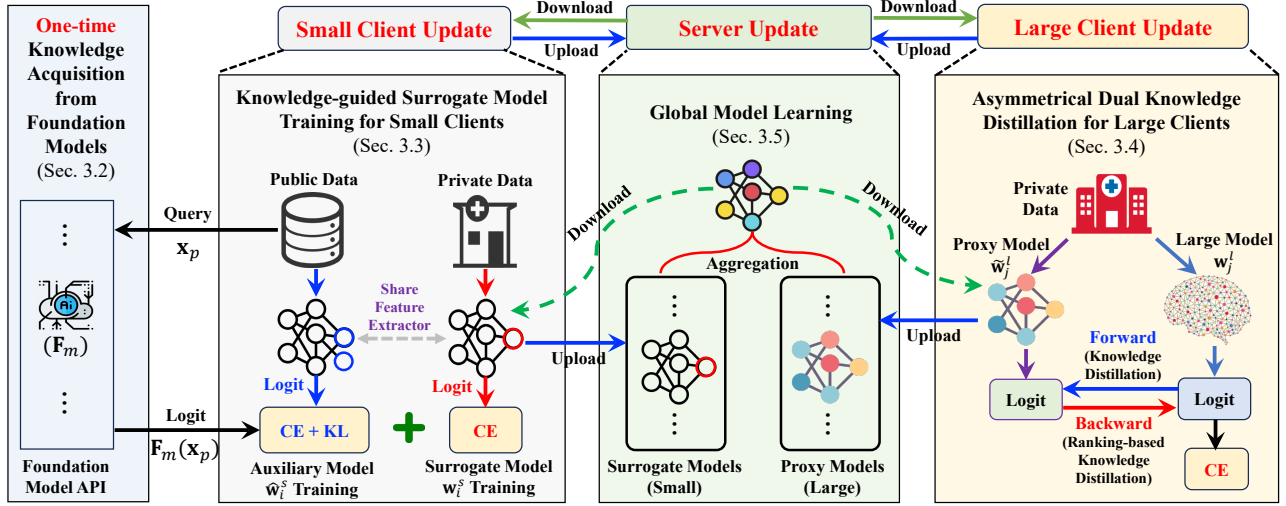 One-time
Knowledge
Acquisition
from
Foundation
Models
(Sec. 3.2)
⋮
Ai
(F_m)
⋮
Foundation
Model API
Query
x_p
Logit
F_m(x_p)
Small Client Update
Download
Upload
Server Update
Download
Upload
Large Client Update
Knowledge-guided Surrogate Model
Training for Small Clients
(Sec. 3.3)
Public Data
Private Data
Share
Feature
Extractor
Logit
Logit
CE + KL
+
CE
Auxiliary Model
ŵ_i^s Training
Surrogate Model
w_i^s Training
Upload
Global Model Learning
(Sec. 3.5)
Download
Download
Aggregation
Surrogate Models
(Small)
Proxy Models
(Large)
Upload
Asymmetrical Dual Knowledge
Distillation for Large Clients
(Sec. 3.4)
Private
Data
Proxy Model
w̃_j^l
Large Model
w_j^l
Forward
(Knowledge
Distillation)
Logit
Logit
Backward
(Ranking-based
Knowledge
Distillation)
CE